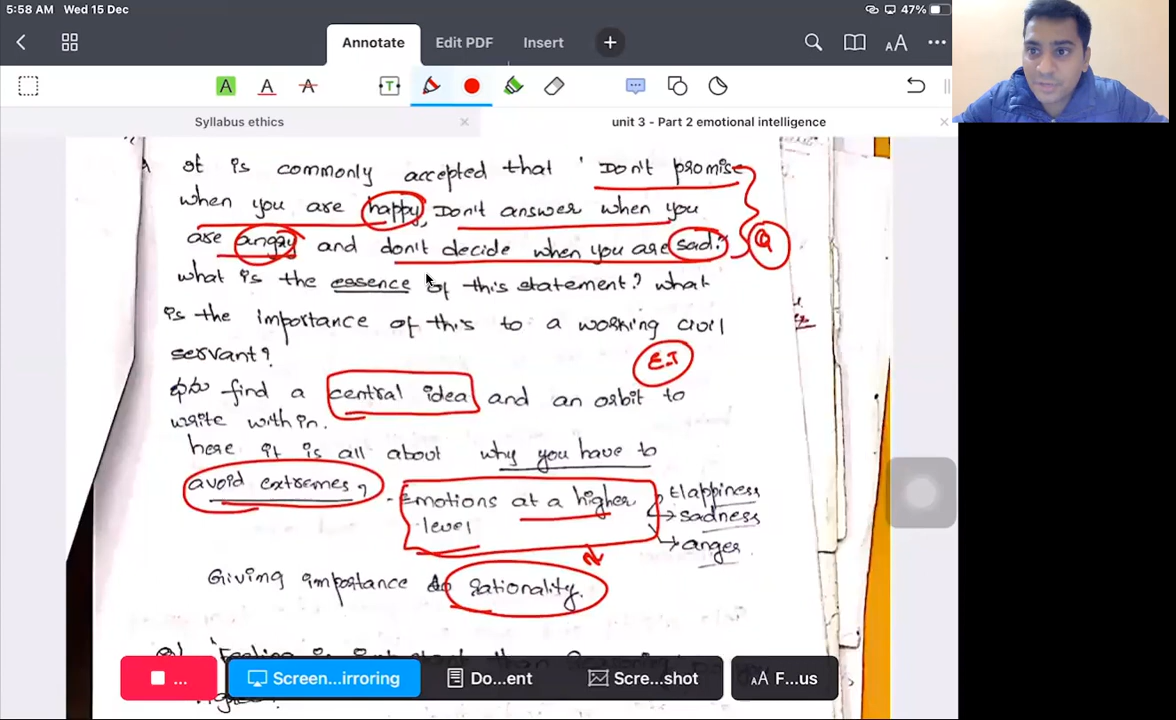 5:58 AM Wed 15 Dec
47%
Annotate
Edit PDF
Insert
Syllabus ethics
unit 3 - Part 2 emotional intelligence
It is commonly accepted that 'Don't promise
when you are happy, Don't answer when you
are angry and don't decide when you are sad.'
Q
what is the essence of this statement? what
is the importance of this to a working civil
servant?
E.I
find a central idea and an orbit to
write with in.
here it is all about why you have to
avoid extremes, - Emotions at a higher
level
Happiness
sadness
anger
Giving importance to rationality.
... Screen...irroring Do...ent Scre...shot F...us